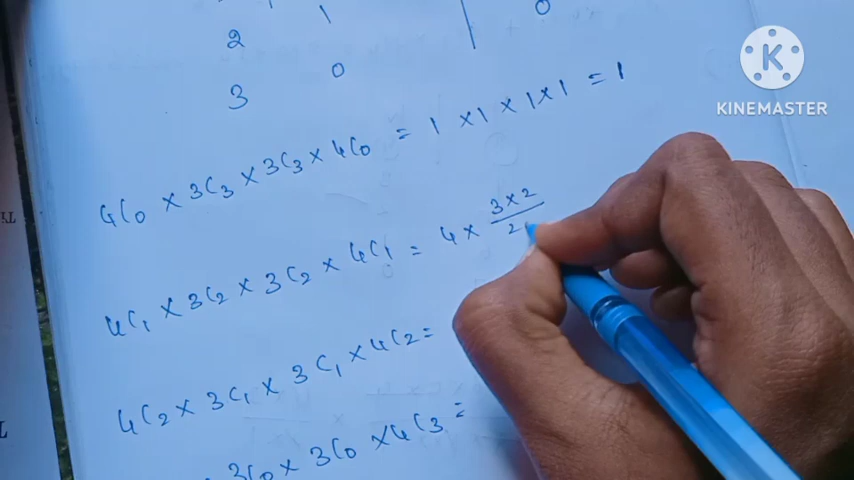 2 1 0
3 0
4C0 × 3C3 × 3C3 × 4C0 = 1 × 1 × 1 × 1 = 1
4C1 × 3C2 × 3C2 × 4C1 = 4 × 3×2/2
4C2 × 3C1 × 3C1 × 4C2 =
3C0 × 3C0 × 4C3 =
K
KINEMASTER